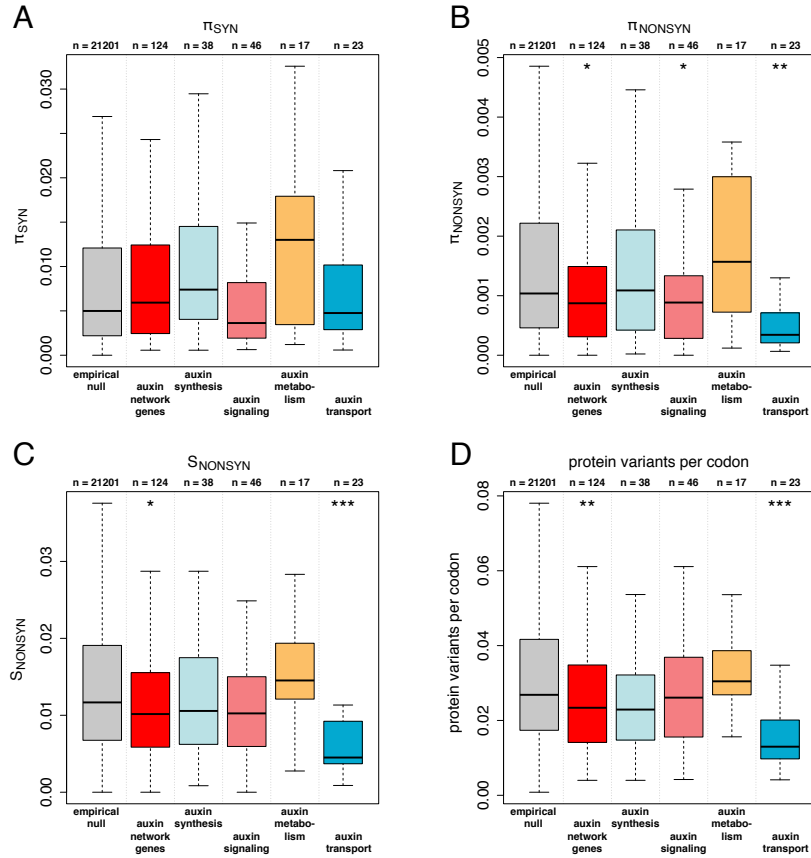 A
πSYN
n = 21201 n = 124 n = 38 n = 46 n = 17 n = 23
πSYN
0.030
0.020
0.010
0.000
empirical null
auxin network genes
auxin synthesis
auxin signaling
auxin metabo-lism
auxin transport
B
πNONSYN
n = 21201 n = 124 n = 38 n = 46 n = 17 n = 23
* * **
πNONSYN
0.005
0.004
0.003
0.002
0.001
0.000
empirical null
auxin network genes
auxin synthesis
auxin signaling
auxin metabo-lism
auxin transport
C
SNONSYN
n = 21201 n = 124 n = 38 n = 46 n = 17 n = 23
* ***
SNONSYN
0.03
0.02
0.01
0.00
empirical null
auxin network genes
auxin synthesis
auxin signaling
auxin metabo-lism
auxin transport
D
protein variants per codon
n = 21201 n = 124 n = 38 n = 46 n = 17 n = 23
** ***
protein variants per codon
0.08
0.06
0.04
0.02
0.00
empirical null
auxin network genes
auxin synthesis
auxin signaling
auxin metabo-lism
auxin transport